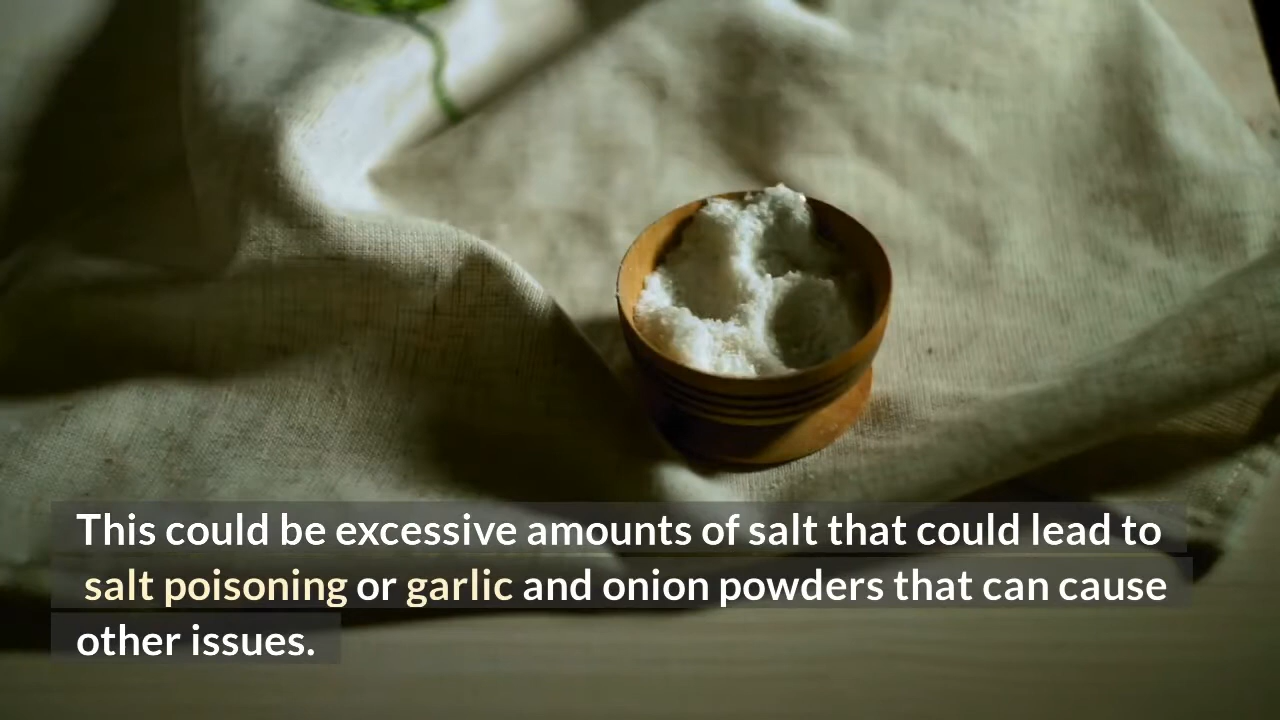 This could be excessive amounts of salt that could lead to
salt poisoning or garlic and onion powders that can cause
other issues.